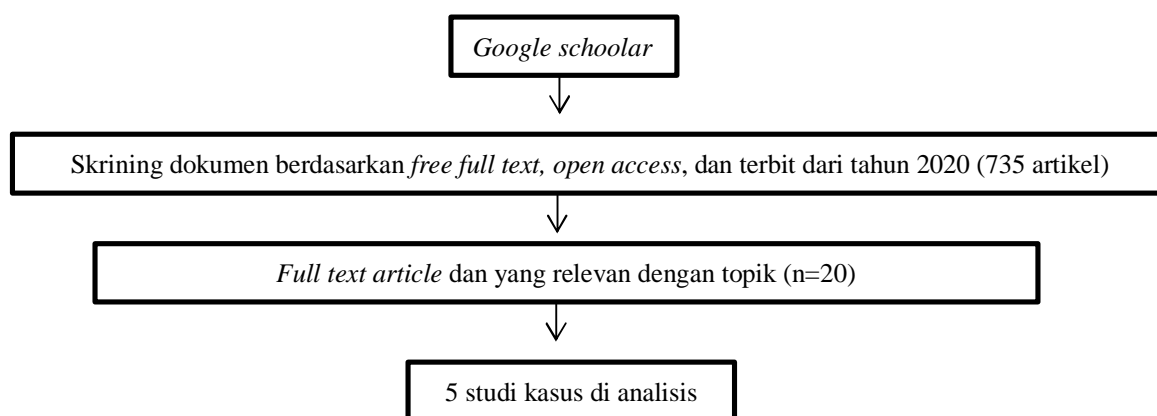 Google schoolar
Skrining dokumen berdasarkan free full text, open access, dan terbit dari tahun 2020 (735 artikel)
Full text article dan yang relevan dengan topik (n=20)
5 studi kasus di analisis